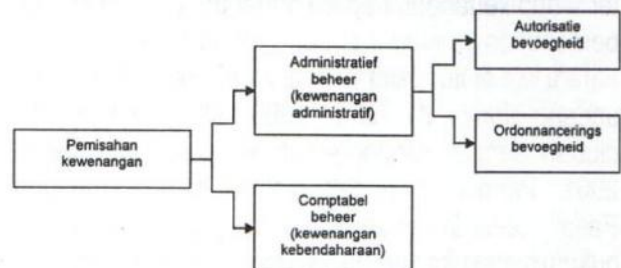 Pemisahan
kewenangan
Administratief
beheer
(kewenangan
administratif)
Comptabel
beheer
(kewenangan
kebendaharaan)
Autorisatie
bevoegheid
Ordonnancerings
bevoegheid